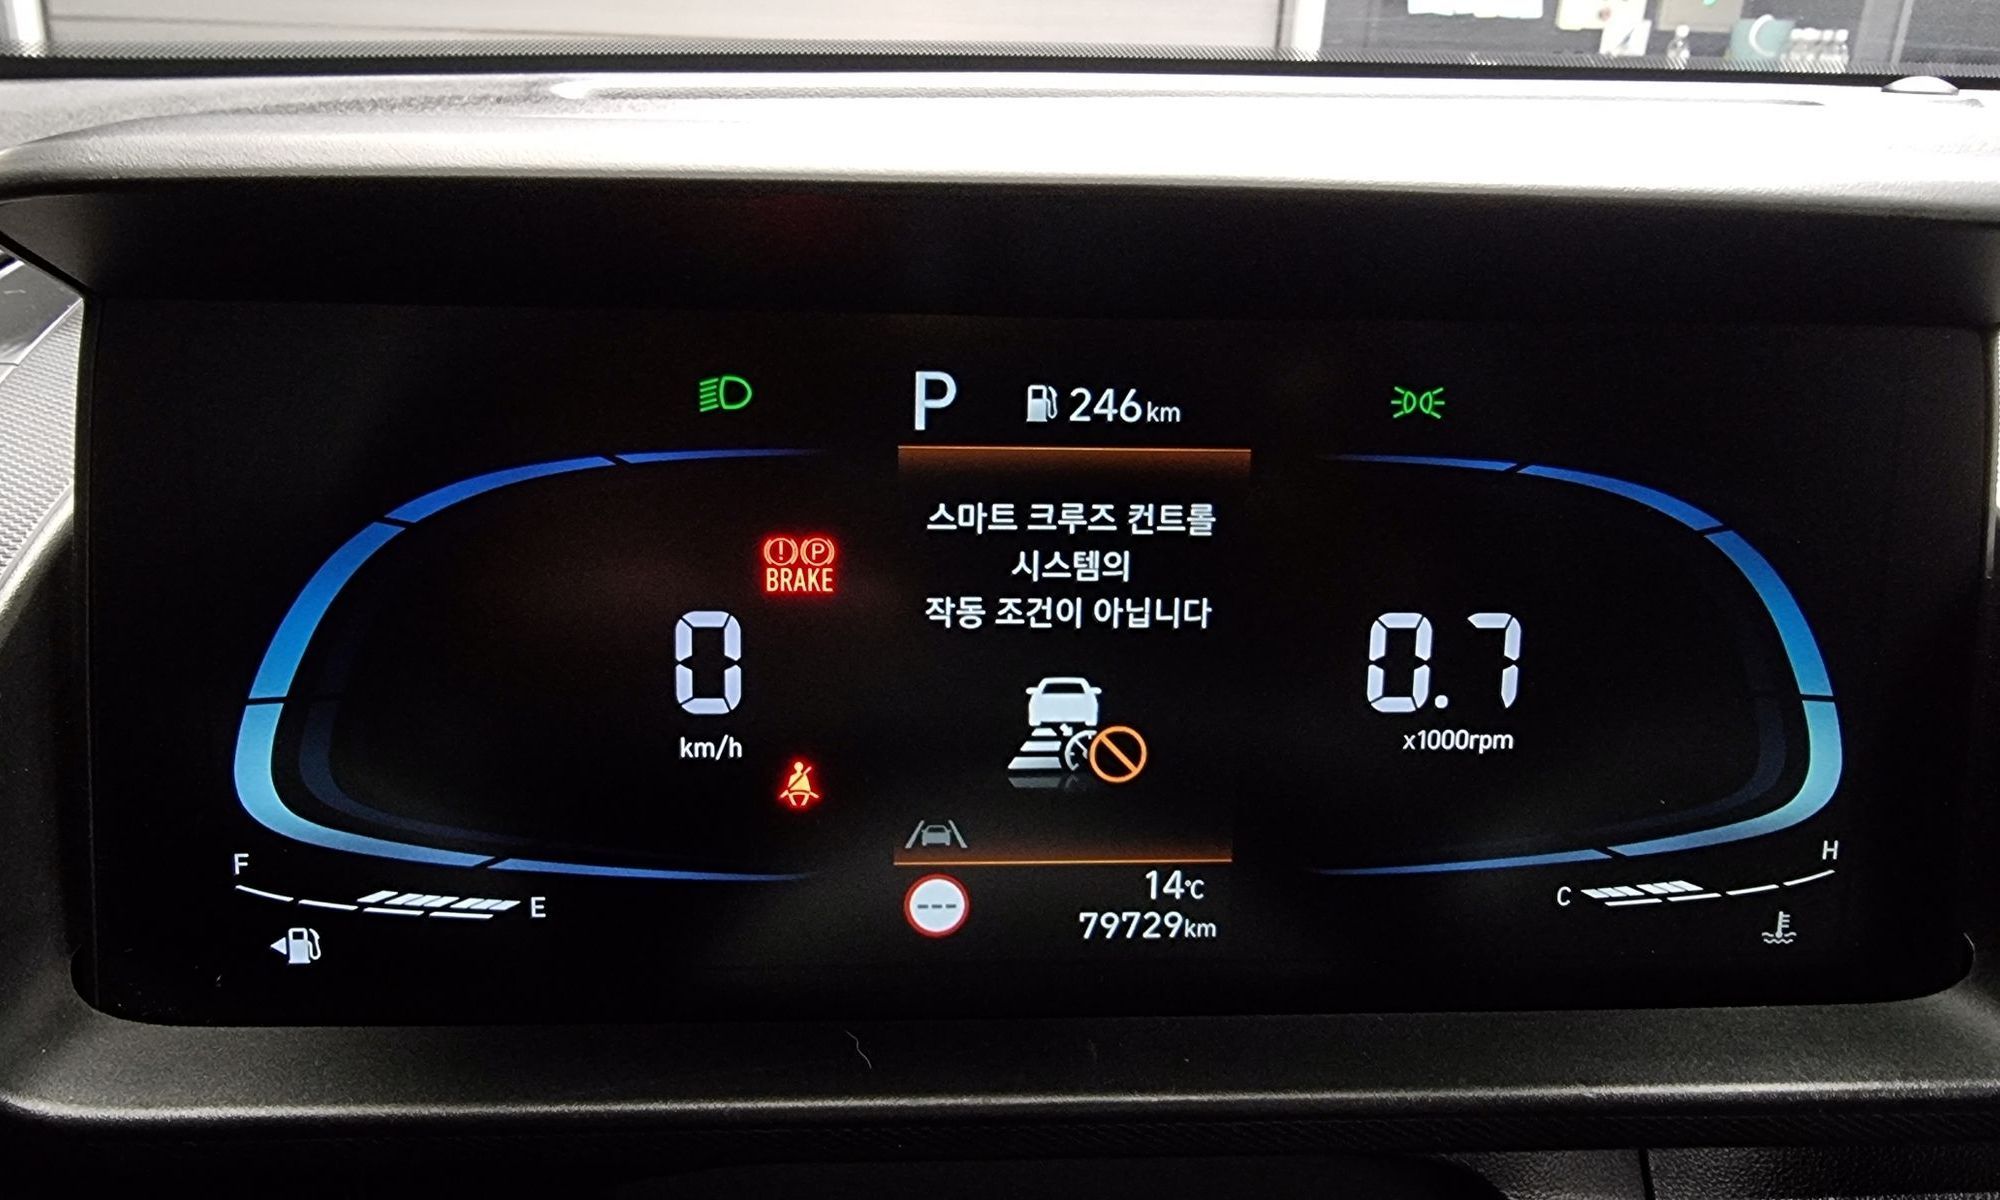 P 246km
스마트 크루즈 컨트롤
시스템의
작동 조건이 아닙니다
! P
BRAKE
0
km/h
0.7
x1000rpm
F
E
C
H
---
14℃
79729km